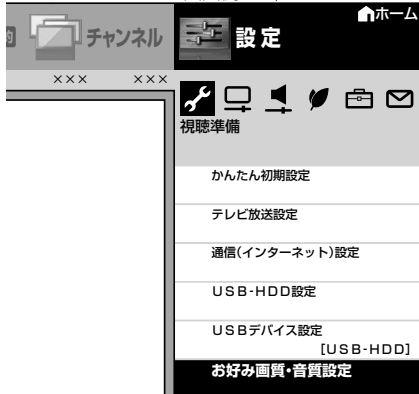 的
チャンネル
設定
ホーム
×××
×××
視聴準備
かんたん初期設定
テレビ放送設定
通信(インターネット)設定
USB-HDD設定
USBデバイス設定
[USB-HDD]
お好み画質・音質設定